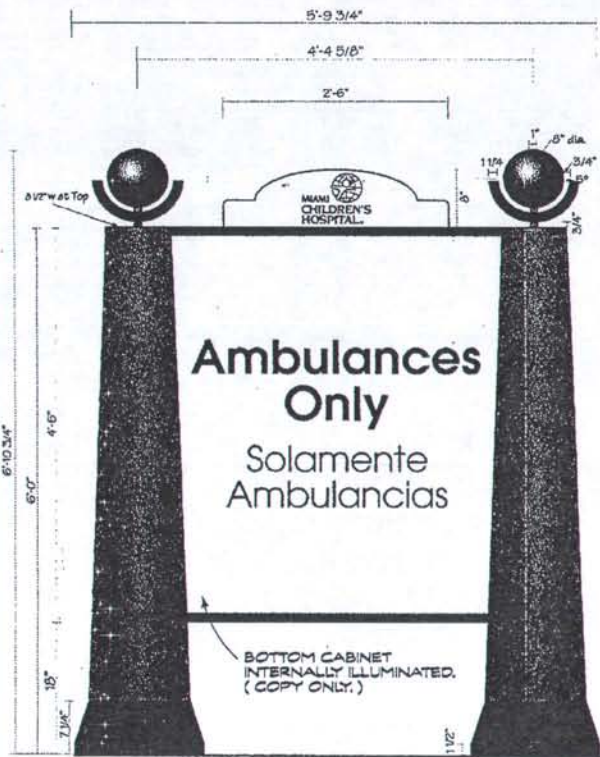 5'-9 3/4"
4'-4 5/8"
2'-6"
1"
8" dia.
1 1/4
3/4"
5"
8 1/2" w at Top
8"
3/4"
MIAMI
CHILDREN'S
HOSPITAL.
Ambulances
Only
Solamente
Ambulancias
6'-10 3/4"
6'-0"
4'-6"
18"
7 1/4"
1 1/2"
BOTTOM CABINET
INTERNALLY ILLUMINATED.
( COPY ONLY. )